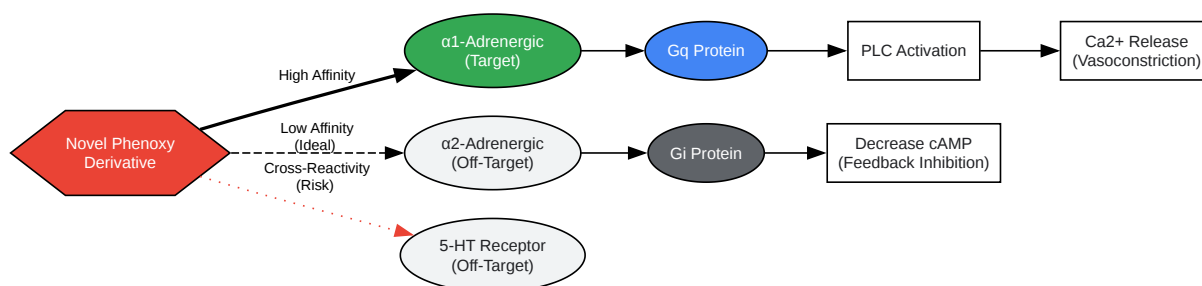 Novel Phenoxy
Derivative
High Affinity
Low Affinity
(Ideal)
Cross-Reactivity
(Risk)
α1-Adrenergic
(Target)
Gq Protein
PLC Activation
Ca2+ Release
(Vasoconstriction)
α2-Adrenergic
(Off-Target)
Gi Protein
Decrease cAMP
(Feedback Inhibition)
5-HT Receptor
(Off-Target)